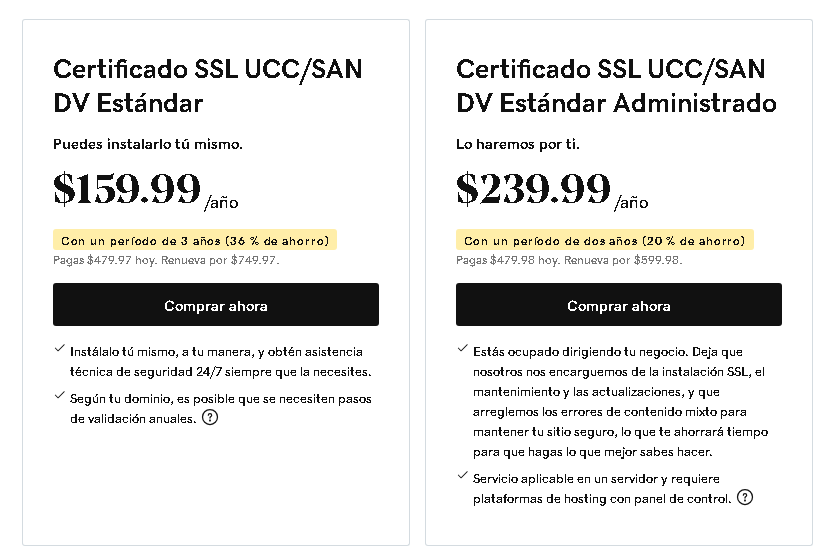 Certificado SSL UCC/SAN
DV Estándar
Puedes instalarlo tú mismo.
$159.99/año
Con un período de 3 años (36 % de ahorro)
Pagas $479.97 hoy. Renueva por $749.97.
Comprar ahora
Instálalo tú mismo, a tu manera, y obtén asistencia
técnica de seguridad 24/7 siempre que la necesites.
Según tu dominio, es posible que se necesiten pasos
de validación anuales. ?
Certificado SSL UCC/SAN
DV Estándar Administrado
Lo haremos por ti.
$239.99/año
Con un período de dos años (20 % de ahorro)
Pagas $479.98 hoy. Renueva por $599.98.
Comprar ahora
Estás ocupado dirigiendo tu negocio. Deja que
nosotros nos encarguemos de la instalación SSL, el
mantenimiento y las actualizaciones, y que
arreglemos los errores de contenido mixto para
mantener tu sitio seguro, lo que te ahorrará tiempo
para que hagas lo que mejor sabes hacer.
Servicio aplicable en un servidor y requiere
plataformas de hosting con panel de control. ?